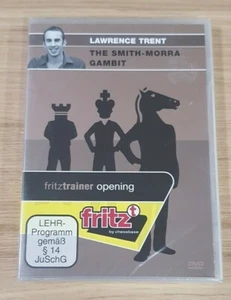 LAWRENCE TRENT
THE SMITH-MORRA
GAMBIT
fritztrainer opening
fritz
by chessbase
LEHR-
Programm
gemäß
§ 14
JuSchG
DVD